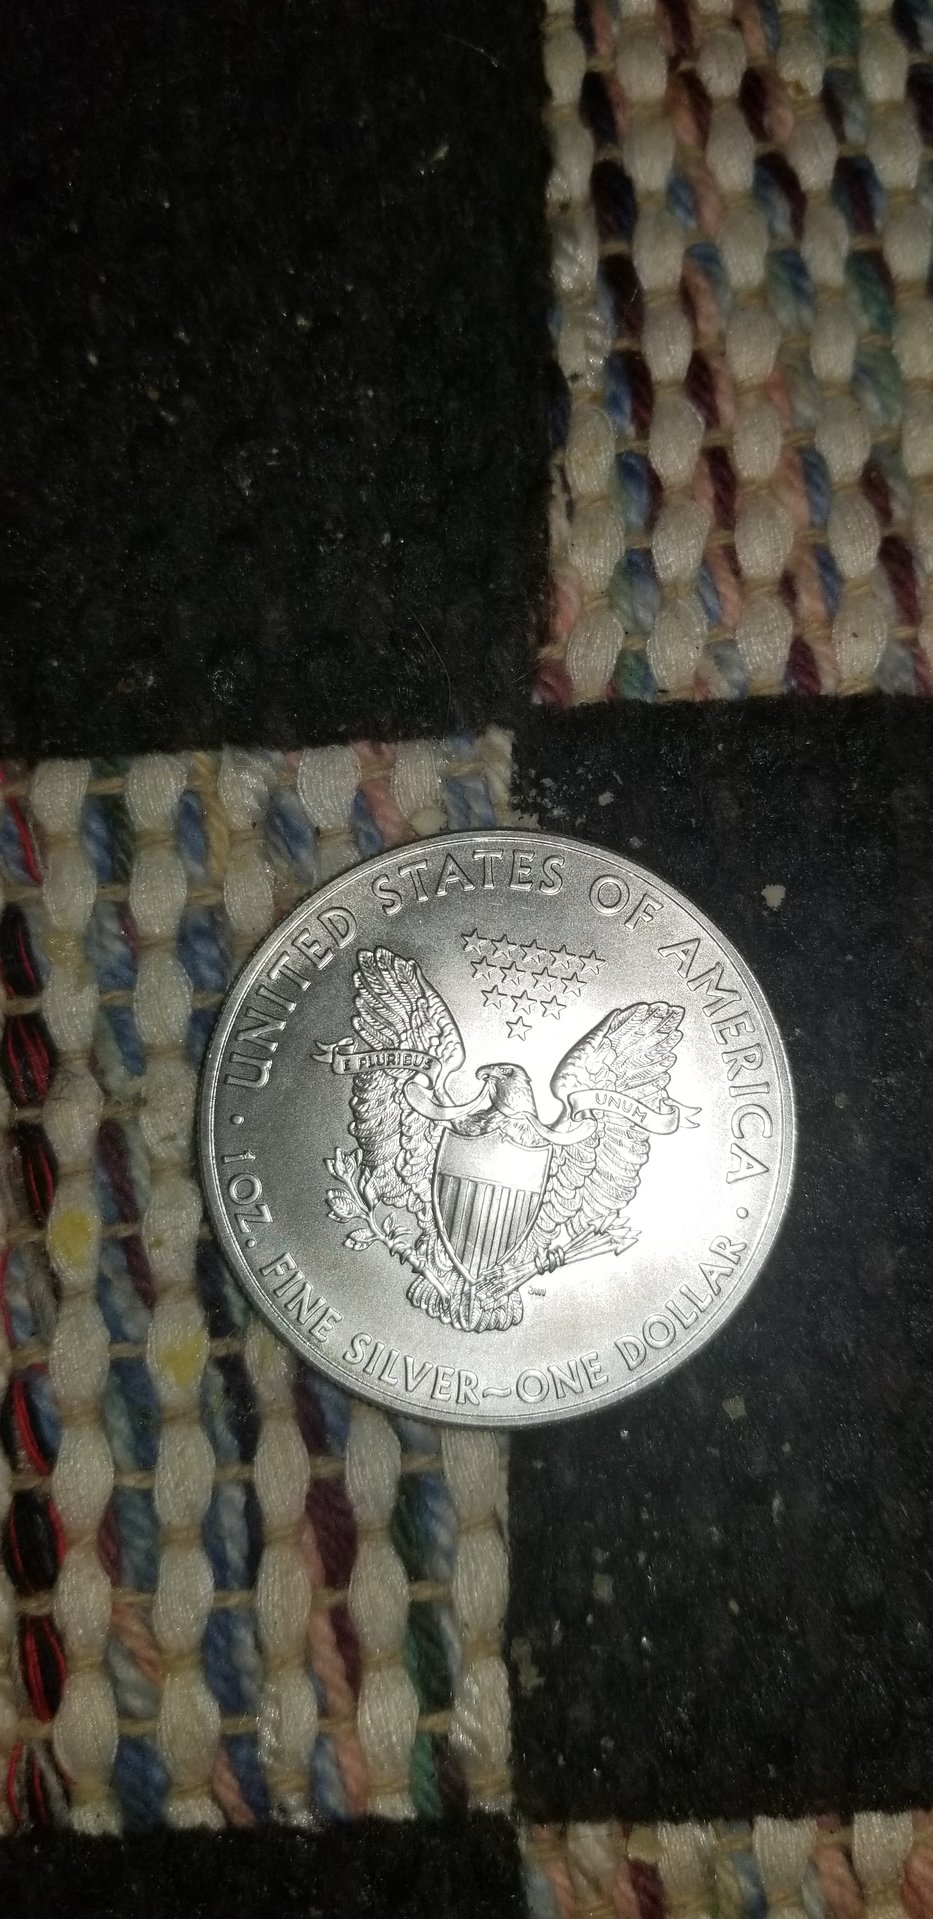 UNITED STATES OF AMERICA
E PLURIBUS
UNUM
· 1 OZ. FINE SILVER~ONE DOLLAR ·